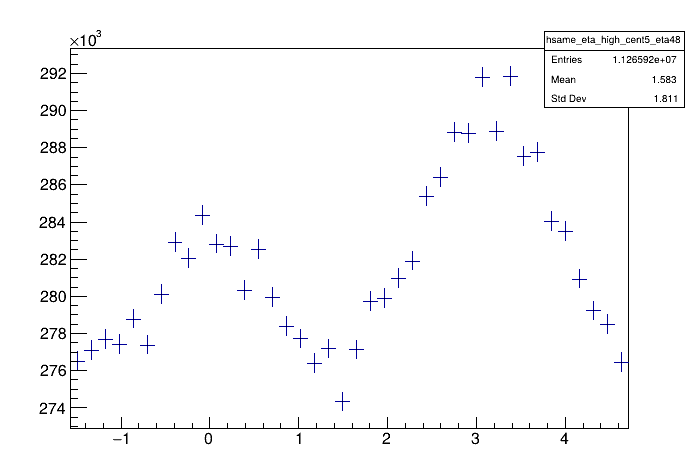 ×10³
hsame_eta_high_cent5_eta48
Entries 1.126592e+07
Mean 1.583
Std Dev 1.811
292
290
288
286
284
282
280
278
276
274
−1 0 1 2 3 4